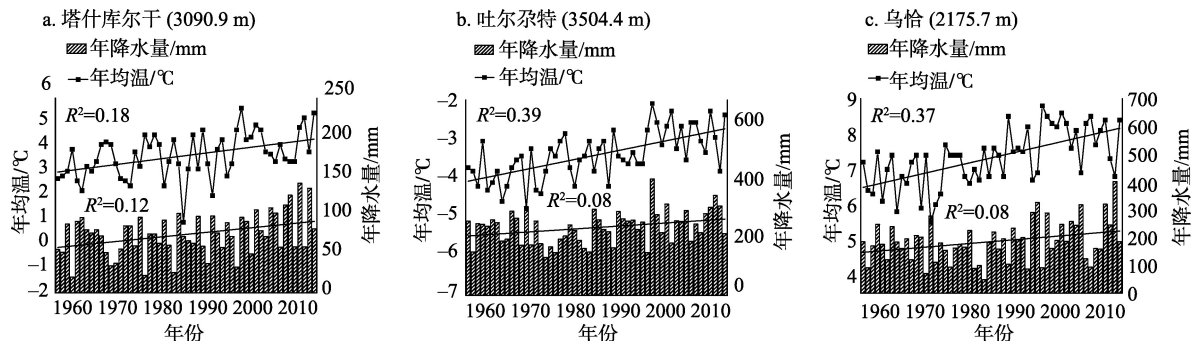 a. 塔什库尔干 (3090.9 m)
年降水量/mm
年均温/℃
R²=0.18
R²=0.12
年均温/℃
6
5
4
3
2
1
0
−1
−2
250
200
150
100
50
0
年降水量/mm
1960 1970 1980 1990 2000 2010
年份
b. 吐尔尕特 (3504.4 m)
年降水量/mm
年均温/℃
R²=0.39
R²=0.08
年均温/℃
−2
−3
−4
−5
−6
−7
600
400
200
0
年降水量/mm
1960 1970 1980 1990 2000 2010
年份
c. 乌恰 (2175.7 m)
年降水量/mm
年均温/℃
R²=0.37
R²=0.08
年均温/℃
9
8
7
6
5
4
700
600
500
400
300
200
100
0
年降水量/mm
1960 1970 1980 1990 2000 2010
年份